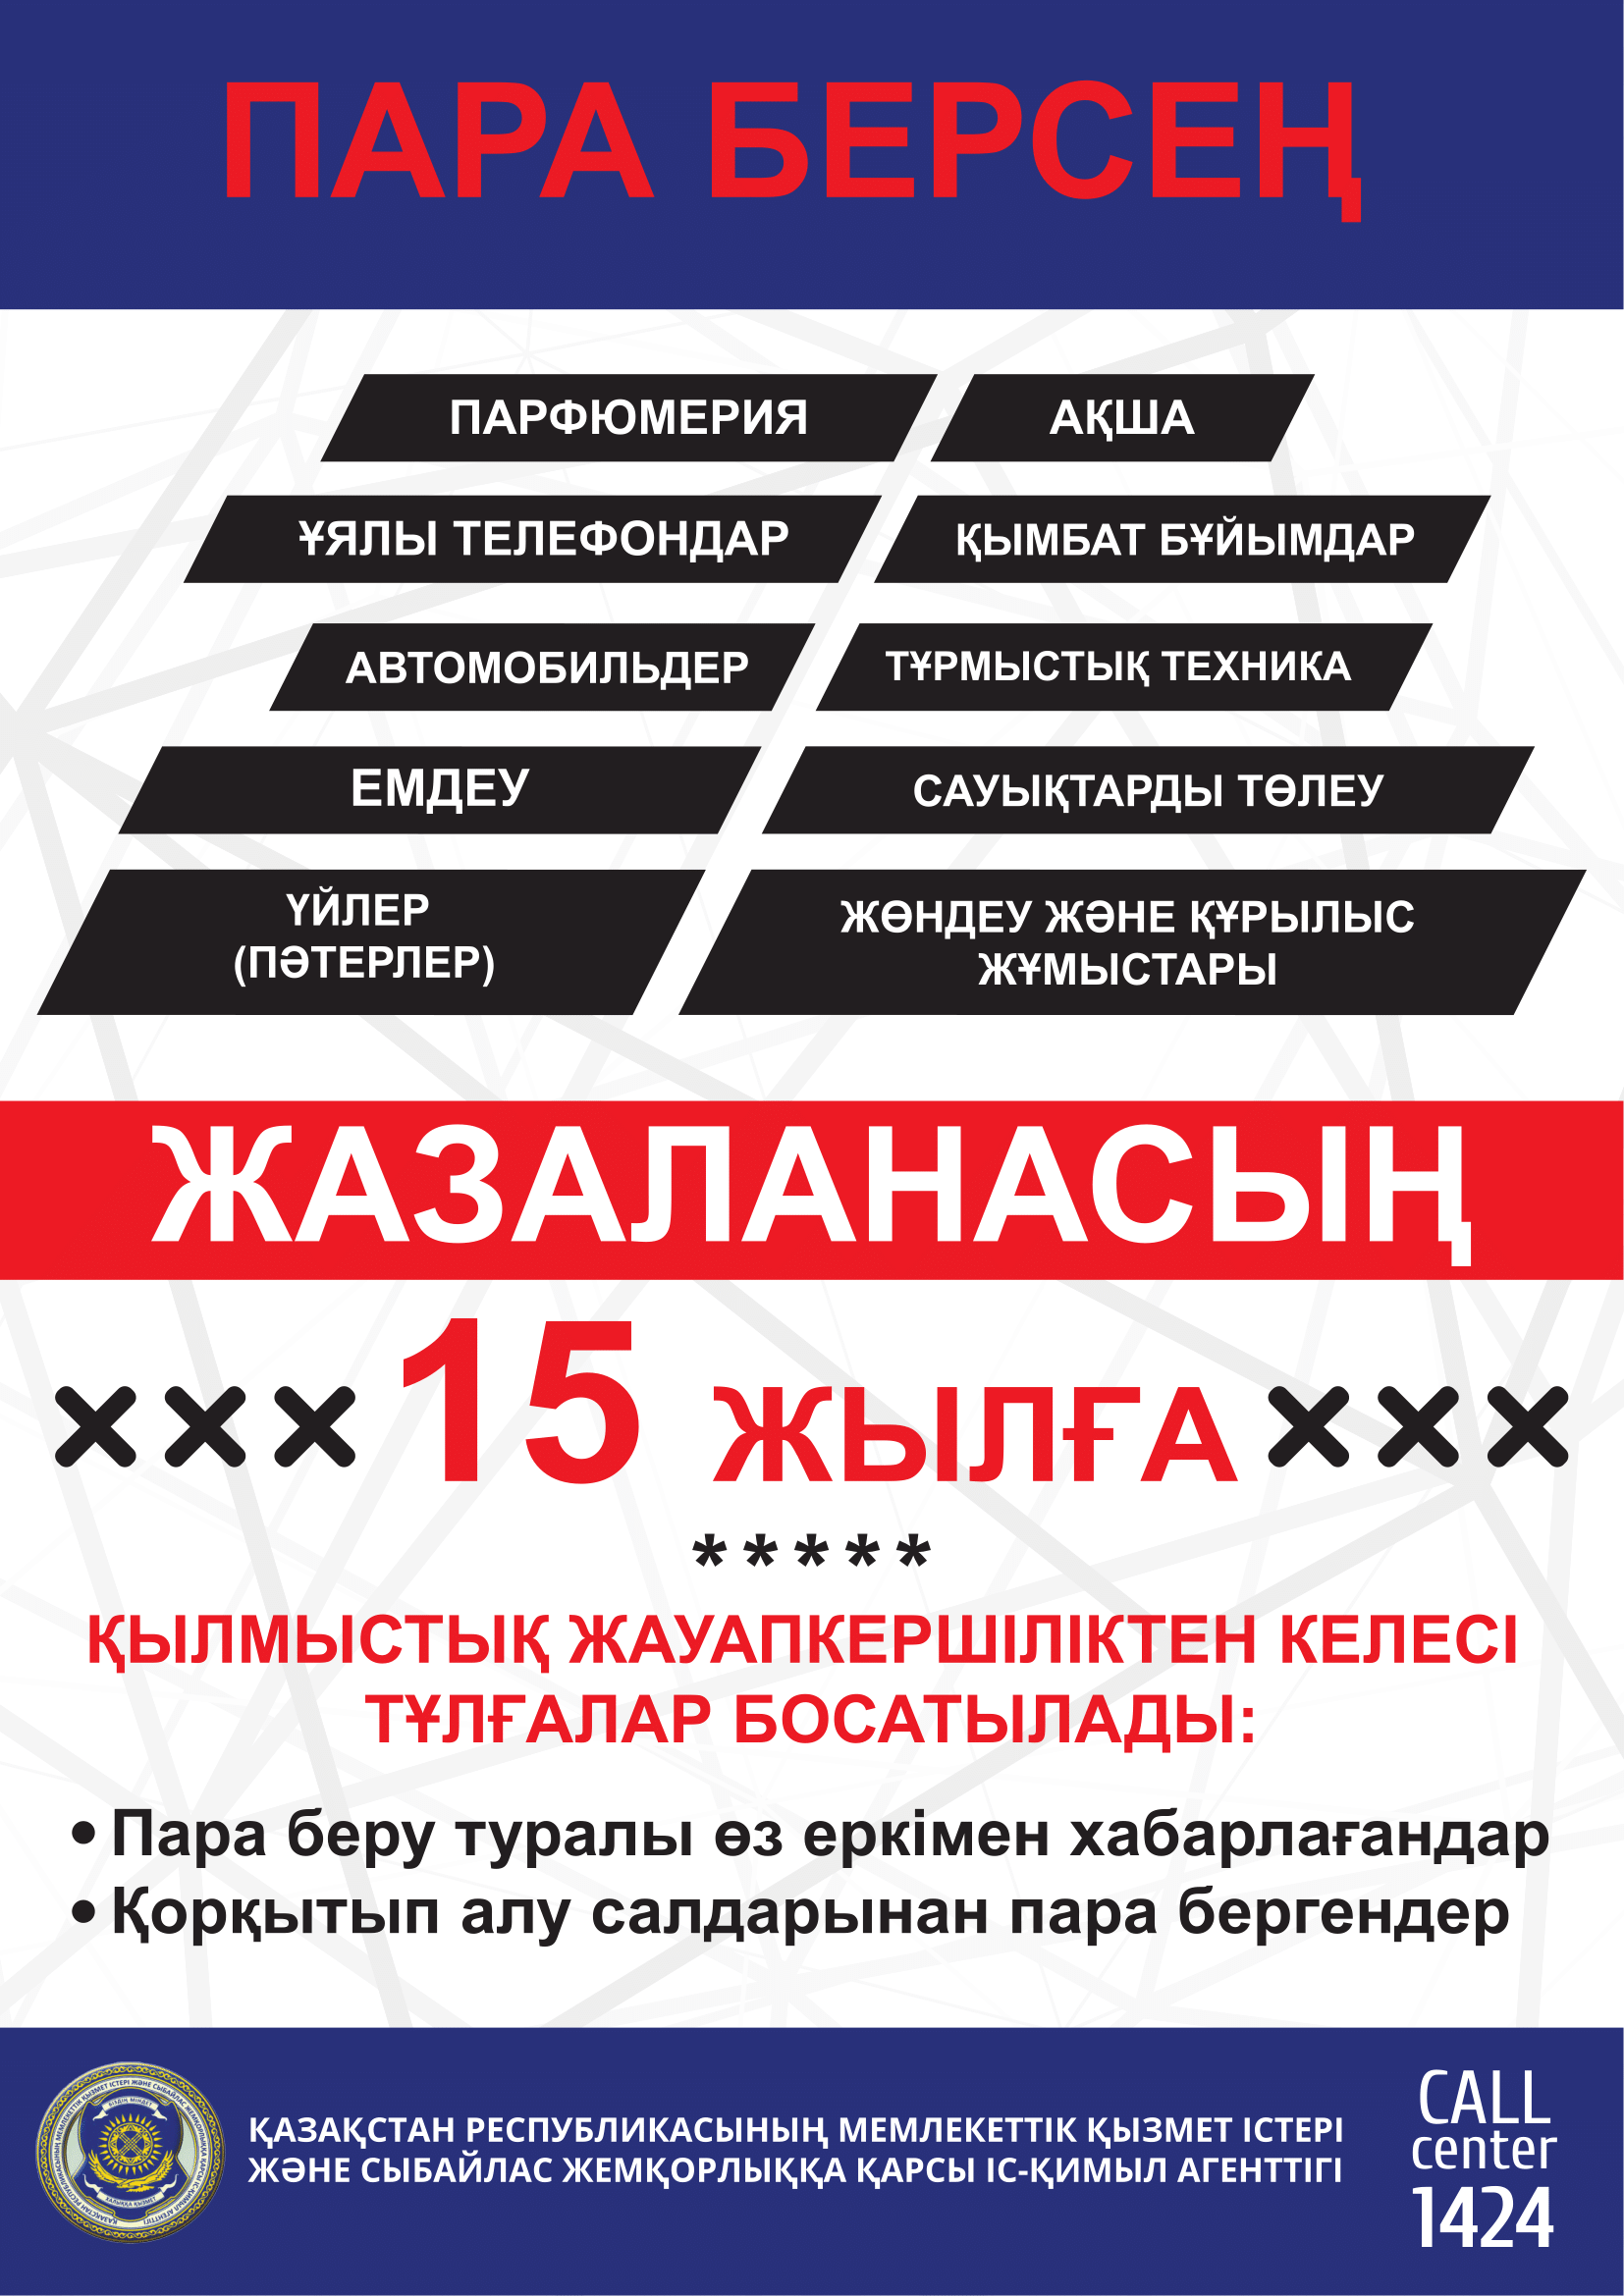 ПАРА БЕРСЕҢ
ПАРФЮМЕРИЯ
АҚША
ҰЯЛЫ ТЕЛЕФОНДАР
ҚЫМБАТ БҰЙЫМДАР
АВТОМОБИЛЬДЕР
ТҰРМЫСТЫҚ ТЕХНИКА
ЕМДЕУ
САУЫҚТАРДЫ ТӨЛЕУ
ҮЙЛЕР
(ПӘТЕРЛЕР)
ЖӨНДЕУ ЖӘНЕ ҚҰРЫЛЫС
ЖҰМЫСТАРЫ
ЖАЗАЛАНАСЫҢ
15 ЖЫЛҒА
*****
ҚЫЛМЫСТЫҚ ЖАУАПКЕРШІЛІКТЕН КЕЛЕСІ
ТҰЛҒАЛАР БОСАТЫЛАДЫ:
• Пара беру туралы өз еркімен хабарлағандар
• Қорқытып алу салдарынан пара бергендер
ҚАЗАҚСТАН РЕСПУБЛИКАСЫНЫҢ МЕМЛЕКЕТТІК ҚЫЗМЕТ ІСТЕРІ
ЖӘНЕ СЫБАЙЛАС ЖЕМҚОРЛЫҚҚА ҚАРСЫ ІС-ҚИМЫЛ АГЕНТТІГІ
CALL
center
1424